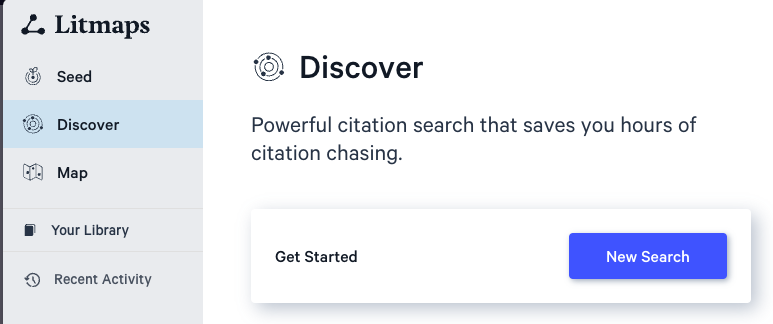 Litmaps
Seed
Discover
Map
Your Library
Recent Activity
Discover
Powerful citation search that saves you hours of
citation chasing.
Get Started
New Search